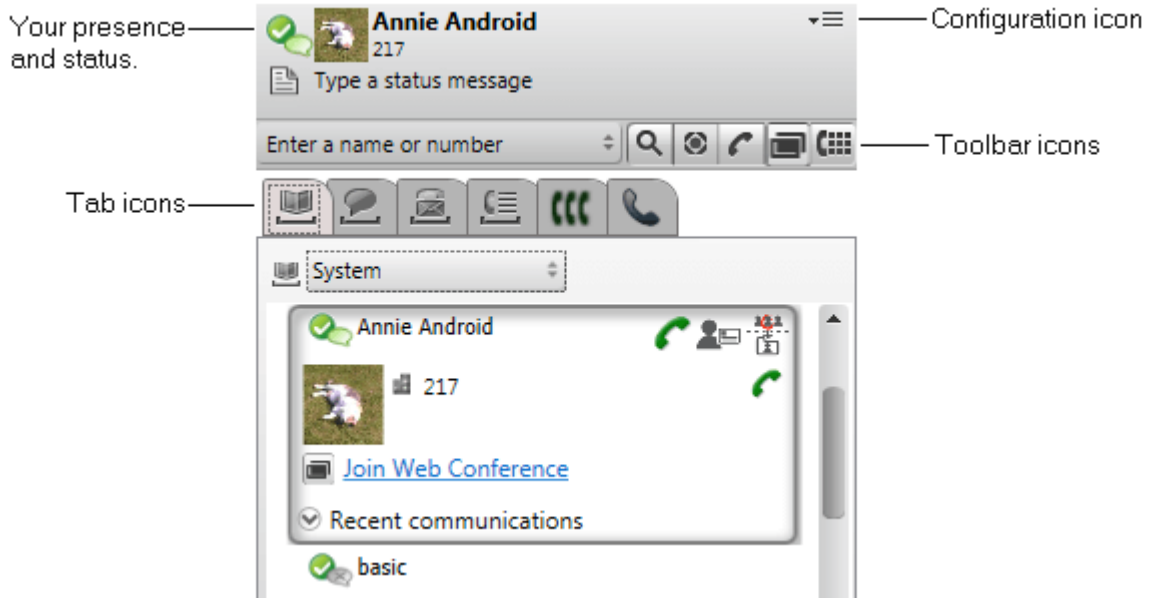 Your presence
and status.
Annie Android
217
Type a status message
Configuration icon
Enter a name or number
Toolbar icons
Tab icons
System
Annie Android
217
Join Web Conference
Recent communications
basic